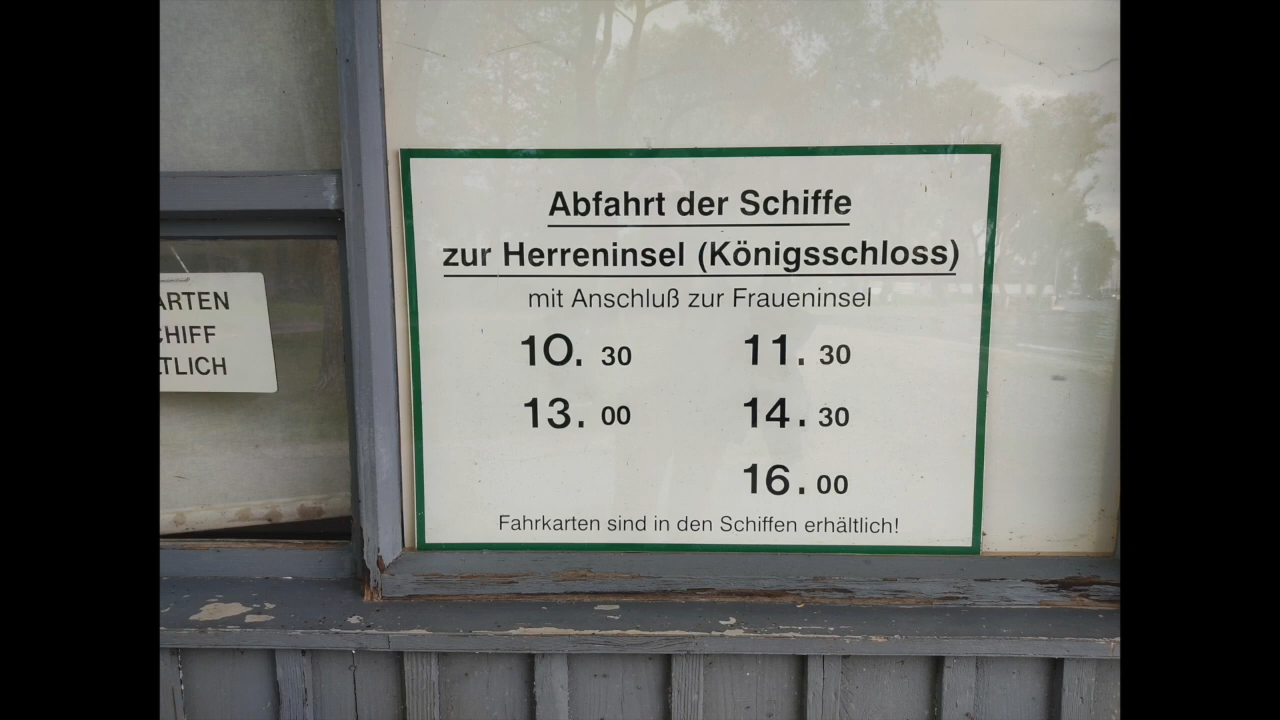 Abfahrt der Schiffe
zur Herreninsel (Königsschloss)
mit Anschluß zur Fraueninsel
10. 30 11. 30
13. 00 14. 30
16. 00
Fahrkarten sind in den Schiffen erhältlich!
ARTEN
CHIFF
TLICH